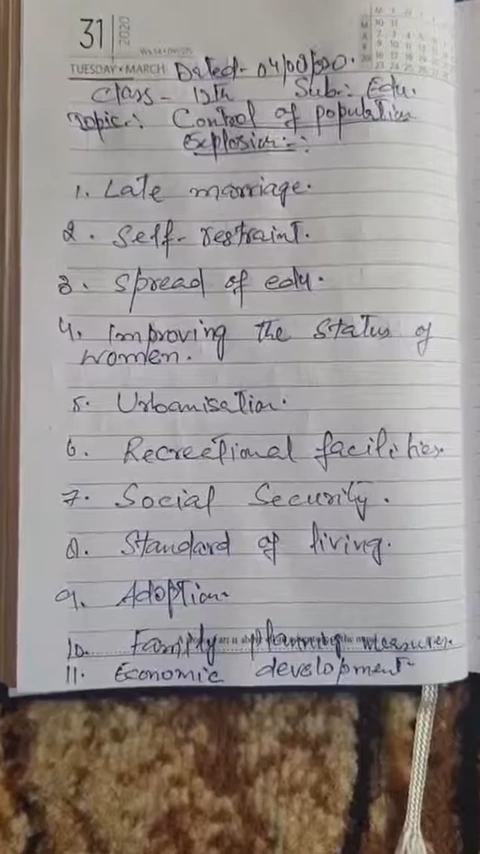 31 2020
TUESDAY • MARCH Dated- 04/08/020.
Class - 12th Sub:- Edu.
Topic:- Control of population
Explosion:-
1. Late marriage.
2. Self-restraint.
3. Spread of edu.
4. Improving the status of
women.
5. Urbanisation.
6. Recreational facilities.
7. Social Security.
8. Standard of living.
9. Adoption.
10. Family planning measures.
11. Economic development